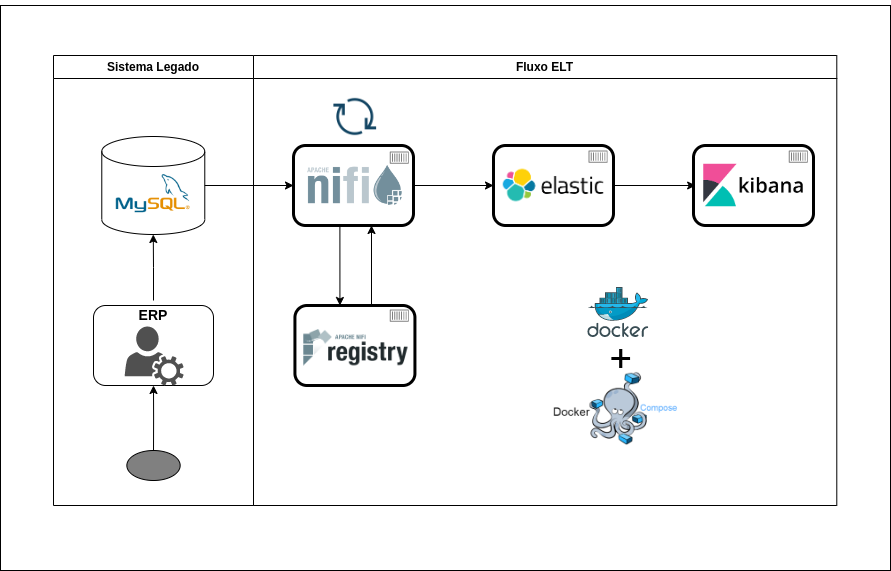 Sistema Legado
Fluxo ELT
MySQL
APACHE
nifi
elastic
kibana
ERP
APACHE NIFI
registry
docker
+
Docker Compose